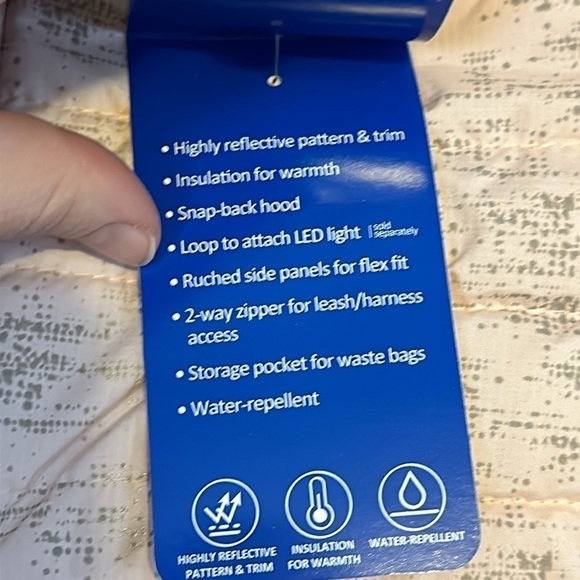 • Highly reflective pattern & trim
• Insulation for warmth
• Snap-back hood
• Loop to attach LED light | sold
separately
• Ruched side panels for flex fit
• 2-way zipper for leash/harness
access
• Storage pocket for waste bags
• Water-repellent
HIGHLY REFLECTIVE
PATTERN & TRIM
INSULATION
FOR WARMTH
WATER-REPELLENT